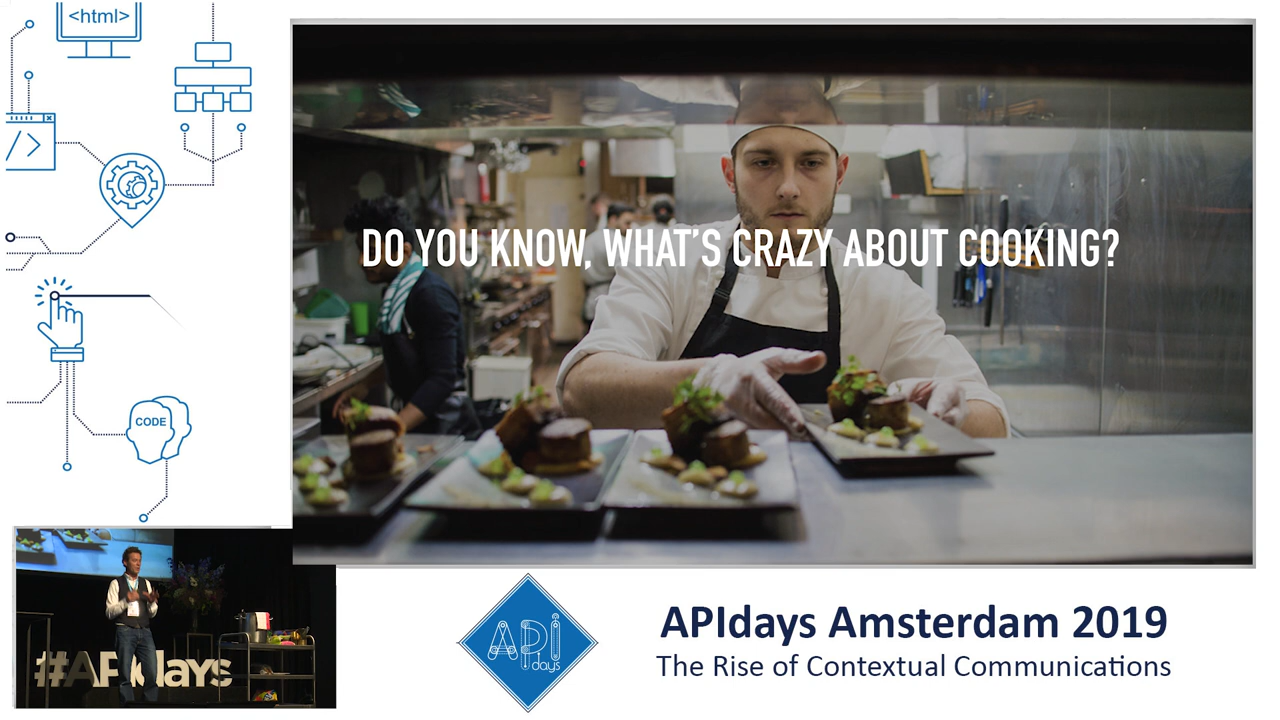 <html>
</>
CODE
DO YOU KNOW, WHAT'S CRAZY ABOUT COOKING?
#APIdays
API
days
APIdays Amsterdam 2019
The Rise of Contextual Communications